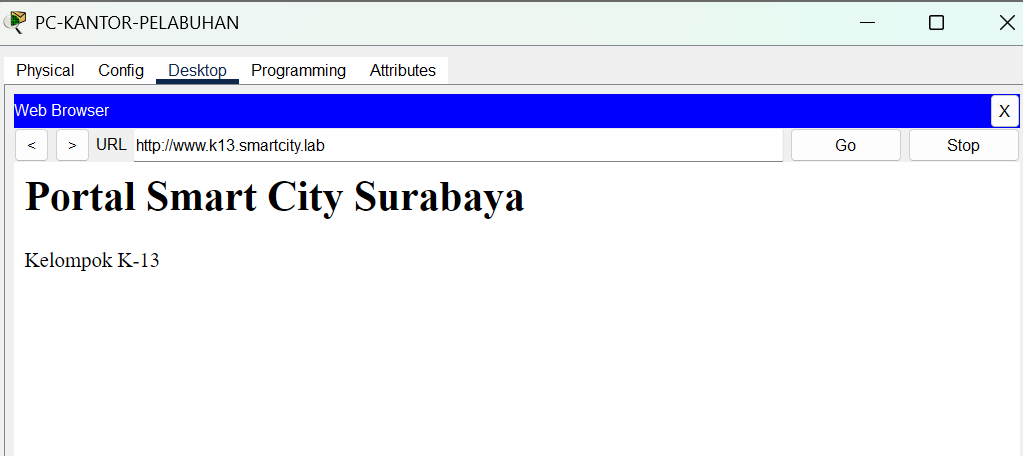 PC-KANTOR-PELABUHAN
Physical Config Desktop Programming Attributes
Web Browser X
< > URL http://www.k13.smartcity.lab Go Stop
Portal Smart City Surabaya
Kelompok K-13